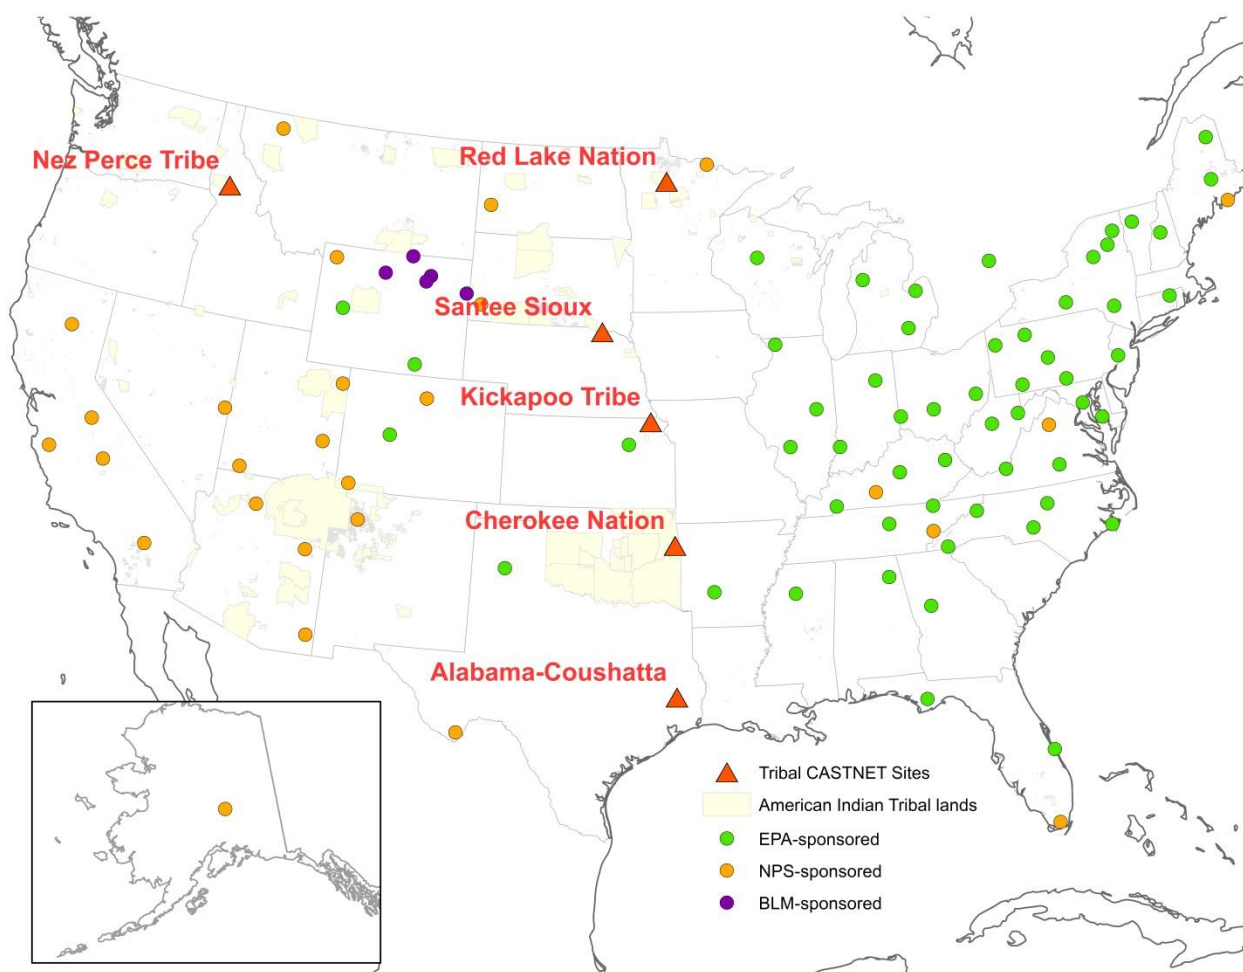 Nez Perce Tribe
Red Lake Nation
Santee Sioux
Kickapoo Tribe
Cherokee Nation
Alabama-Coushatta
Tribal CASTNET Sites
American Indian Tribal lands
EPA-sponsored
NPS-sponsored
BLM-sponsored